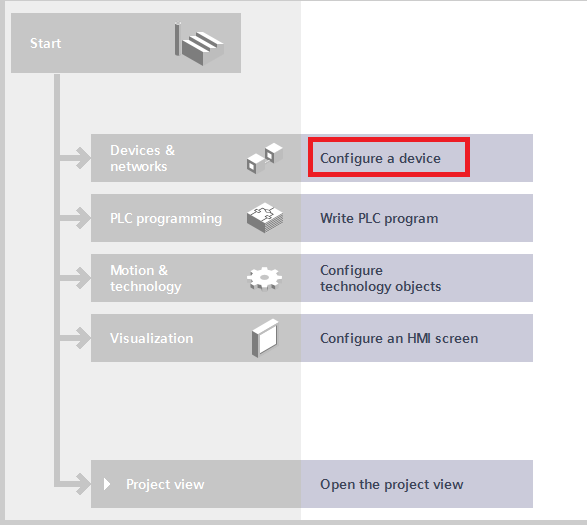 Start
Devices &
networks
Configure a device
PLC programming
Write PLC program
Motion &
technology
Configure
technology objects
Visualization
Configure an HMI screen
Project view
Open the project view